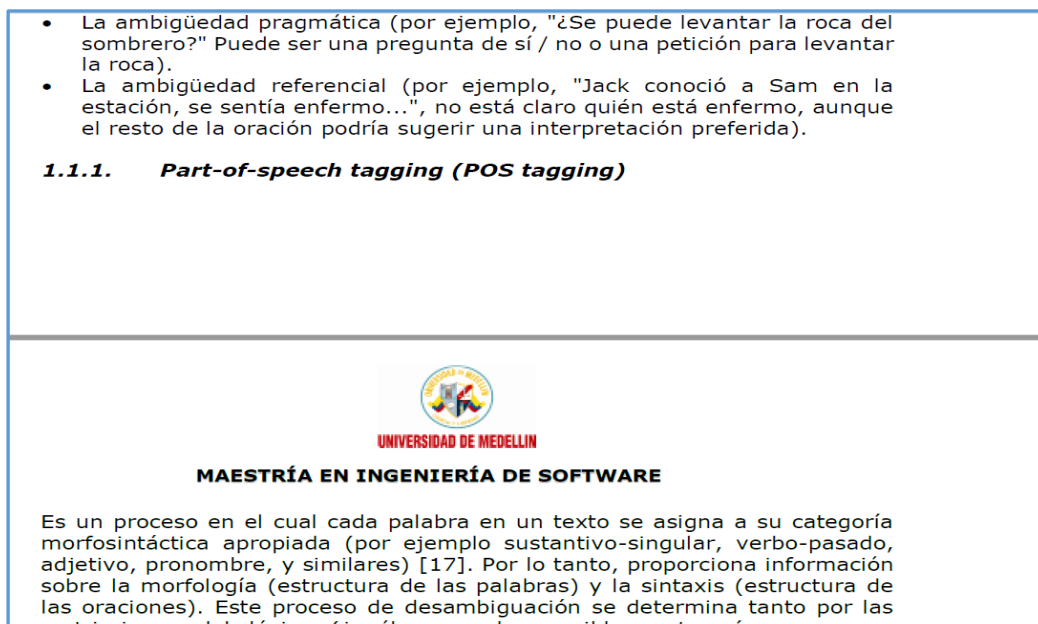 • La ambigüedad pragmática (por ejemplo, "¿Se puede levantar la roca del
sombrero?" Puede ser una pregunta de sí / no o una petición para levantar
la roca).
• La ambigüedad referencial (por ejemplo, "Jack conoció a Sam en la
estación, se sentía enfermo...", no está claro quién está enfermo, aunque
el resto de la oración podría sugerir una interpretación preferida).
1.1.1. Part-of-speech tagging (POS tagging)
UNIVERSIDAD DE MEDELLIN
MAESTRÍA EN INGENIERÍA DE SOFTWARE
Es un proceso en el cual cada palabra en un texto se asigna a su categoría
morfosintáctica apropiada (por ejemplo sustantivo-singular, verbo-pasado,
adjetivo, pronombre, y similares) [17]. Por lo tanto, proporciona información
sobre la morfología (estructura de las palabras) y la sintaxis (estructura de
las oraciones). Este proceso de desambiguación se determina tanto por las